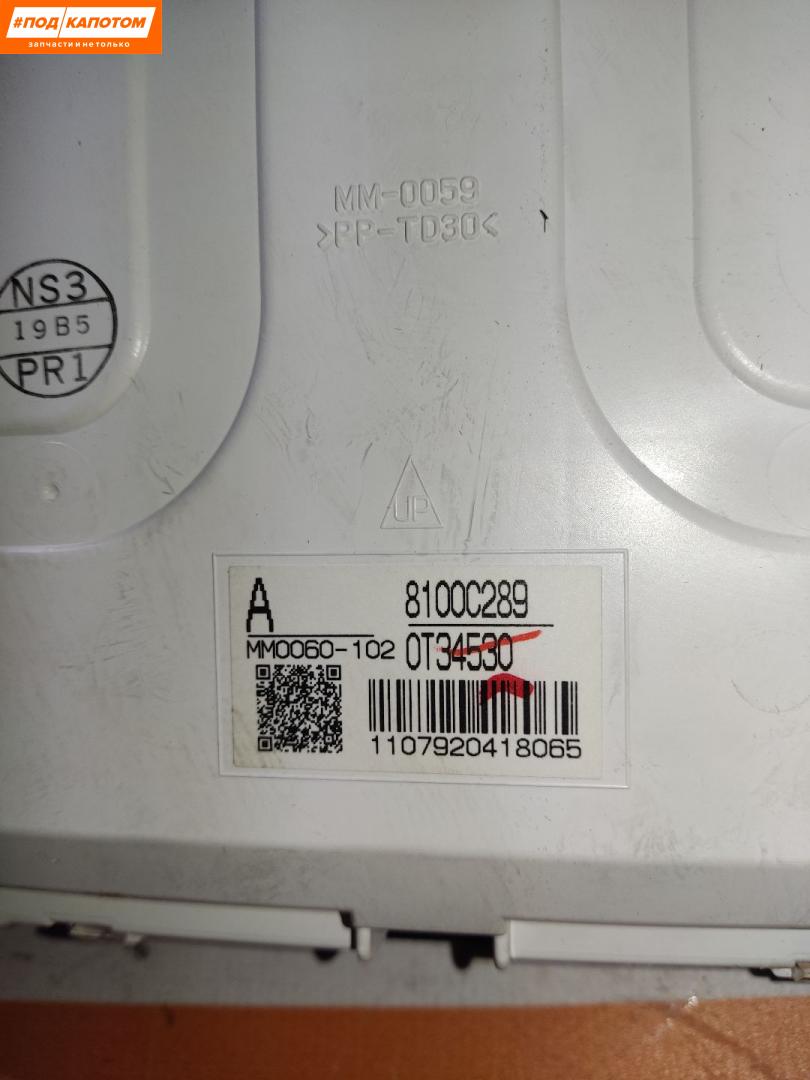 #ПОД КАПОТОМ
запчасти и не только
MM-0059
>PP-TD30<
NS3
19B5
PR1
UP
A
8100C289
MM0060-102
0T34530
1107920418065